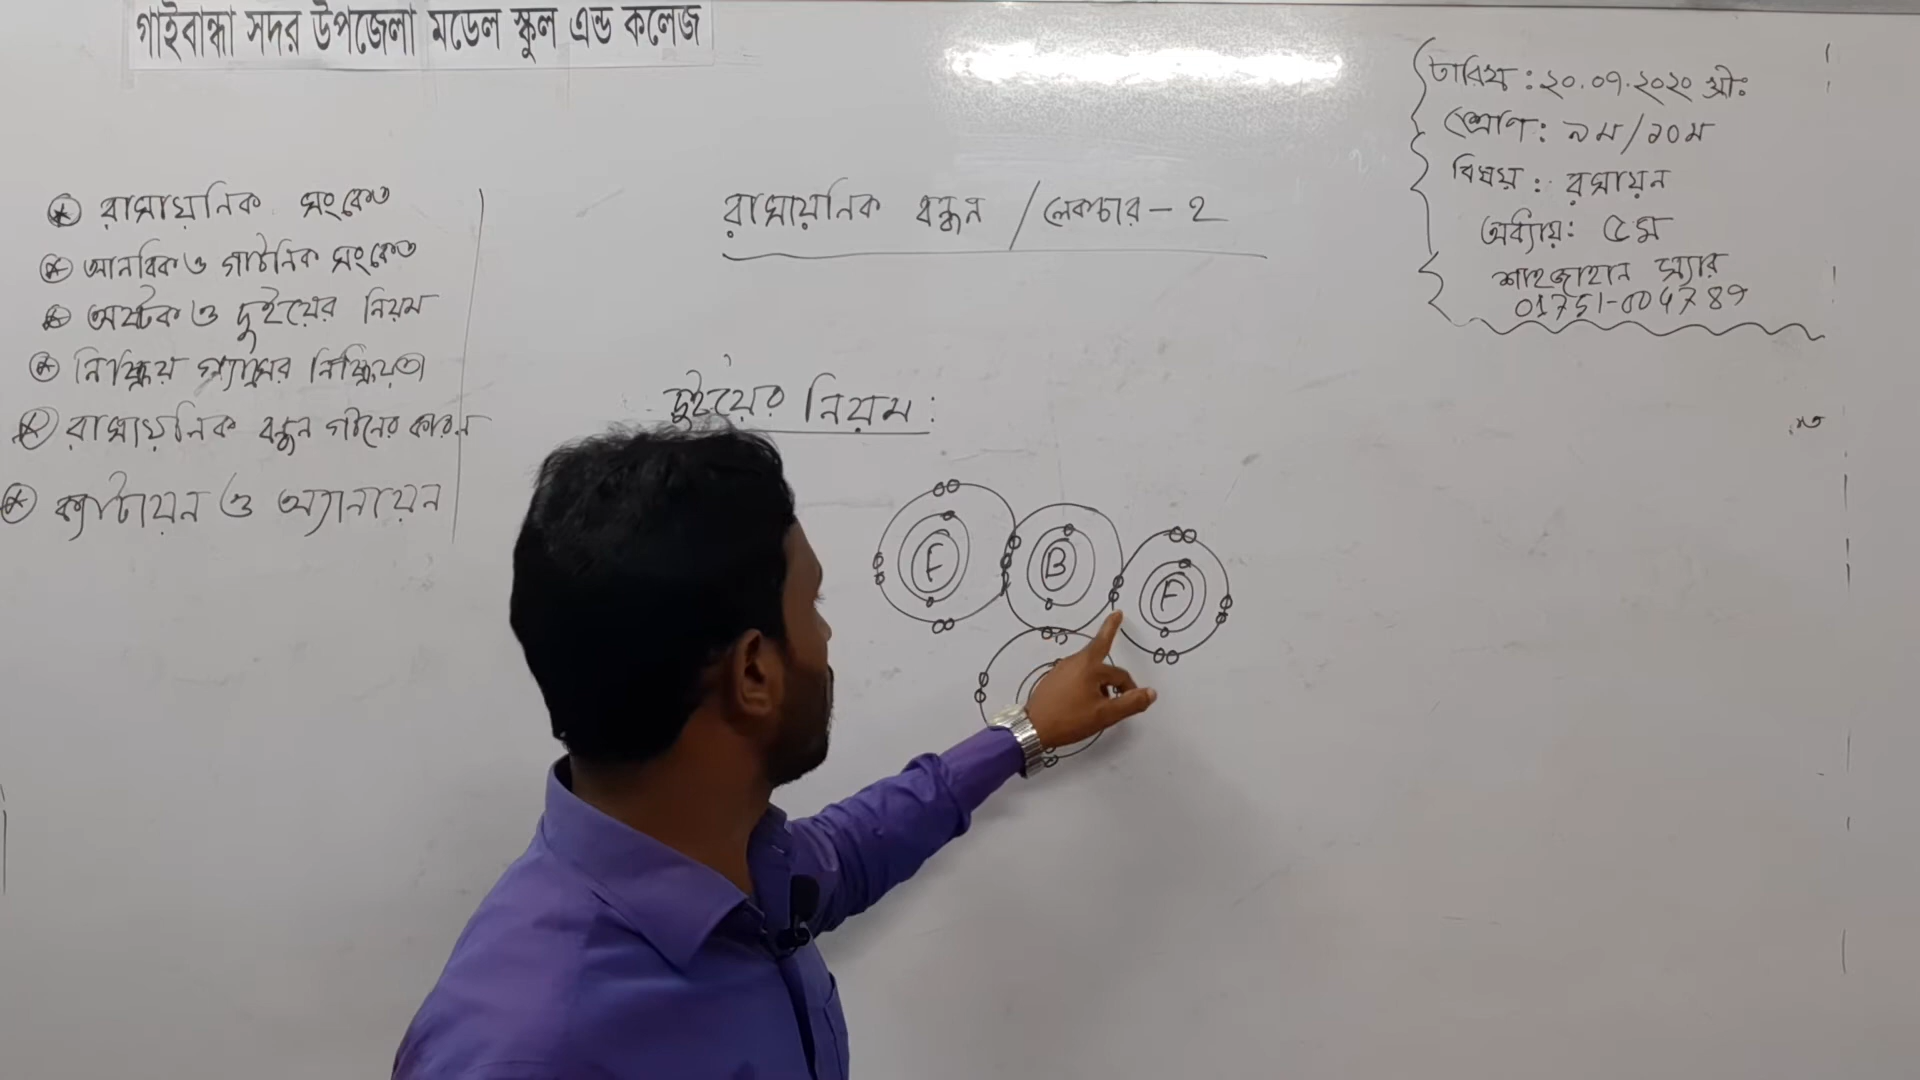 গাইবান্ধা সদর উপজেলা মডেল স্কুল এন্ড কলেজ
তারিখ : ২০.০৭.২০২০ খ্রীঃ
শ্রেণি : ৯ম/১০ম
বিষয় : রসায়ন
অধ্যায় : ৫ম
শাহজাহান স্যার
রাসায়নিক সংকেত
আনবিক ও গাঠনিক সংকেত
অষ্টক ও দুইয়ের নিয়ম
নিষ্ক্রিয় গ্যাসের নিষ্ক্রিয়তা
রাসায়নিক বন্ধন গঠনের কারন
ক্যাটায়ন ও অ্যানায়ন
রাসায়নিক বন্ধন / লেকচার - 2
দুইয়ের নিয়ম :
F B F